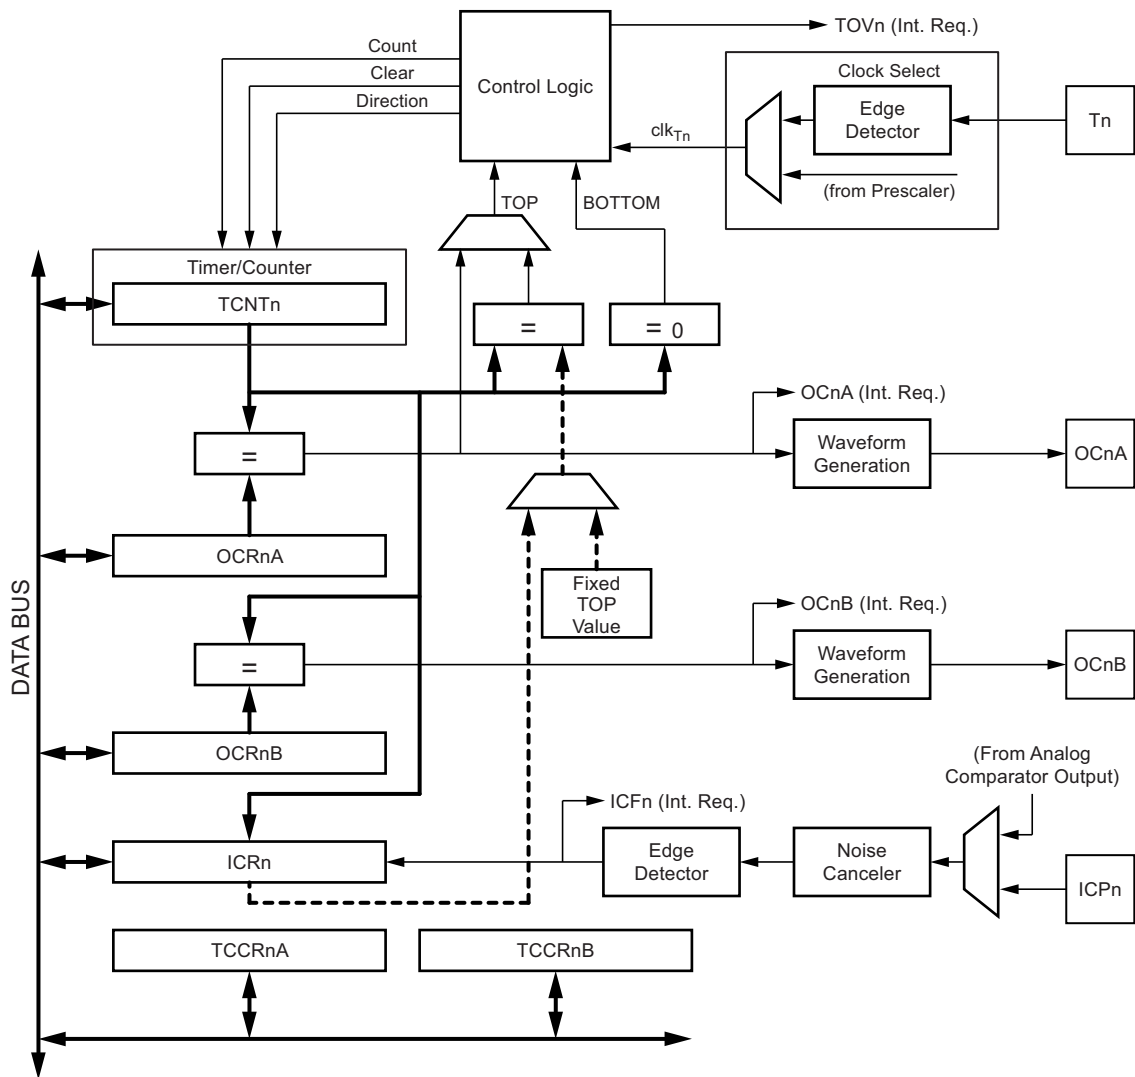 TOVn (Int. Req.)
Count
Clear
Direction
Control Logic
Clock Select
Edge
Detector
Tn
clkTn
(from Prescaler)
TOP
BOTTOM
Timer/Counter
TCNTn
=
= 0
OCnA (Int. Req.)
=
Waveform
Generation
OCnA
OCRnA
Fixed
TOP
Value
OCnB (Int. Req.)
=
Waveform
Generation
OCnB
DATA BUS
OCRnB
(From Analog
Comparator Output)
ICFn (Int. Req.)
ICRn
Edge
Detector
Noise
Canceler
ICPn
TCCRnA
TCCRnB